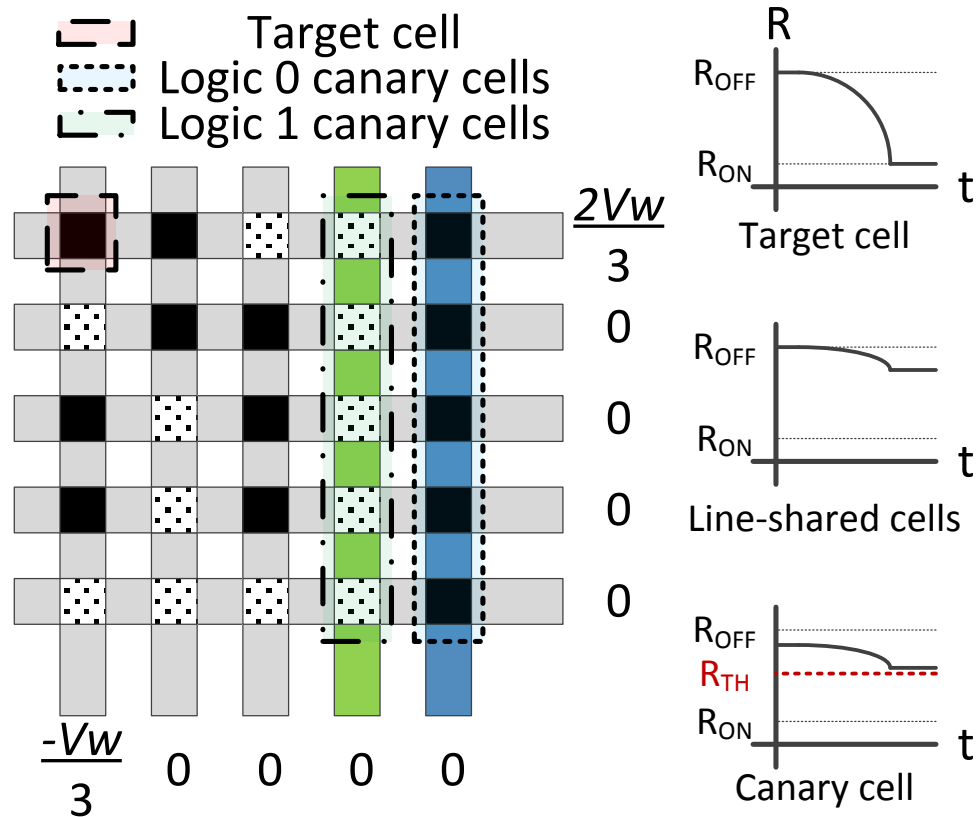 Target cell
Logic 0 canary cells
Logic 1 canary cells
2Vw
3
0
0
0
0
-Vw
3
0
0
0
0
R
ROFF
RON
t
Target cell
ROFF
RON
t
Line-shared cells
ROFF
RTH
RON
t
Canary cell